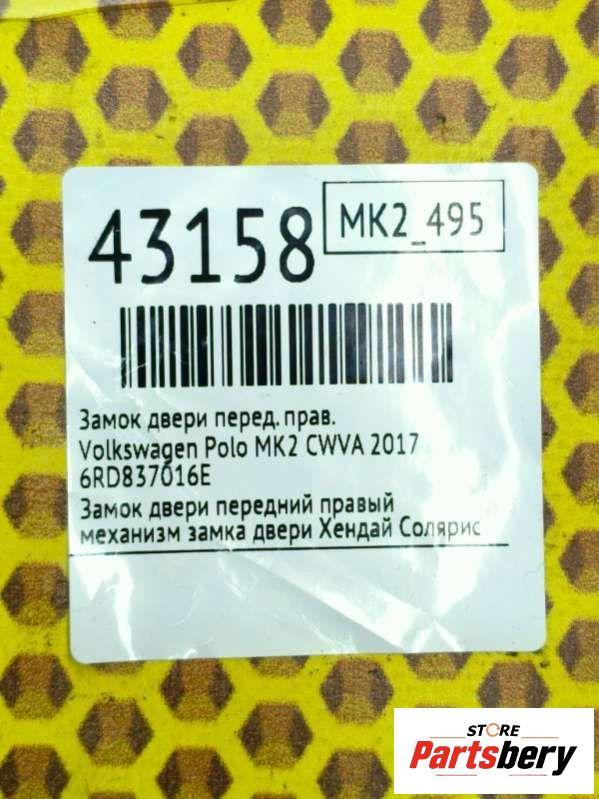 43158
MK2_495
Замок двери перед. прав.
Volkswagen Polo MK2 CWVA 2017
6RD837016E
Замок двери передний правый
механизм замка двери Хендай Солярис
STORE
Partsbery